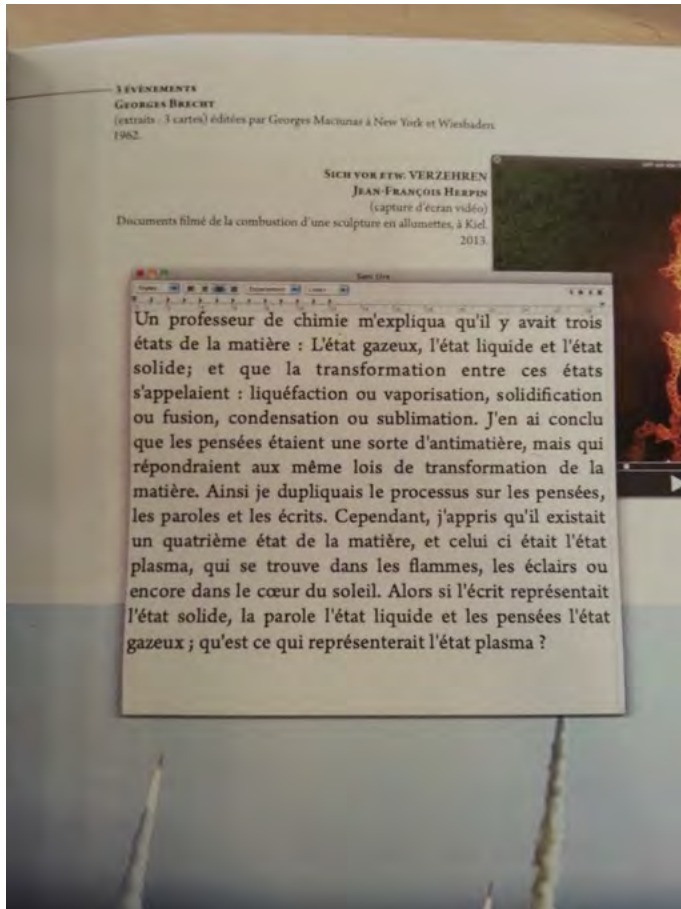 3 ÉVÈNEMENTS
GEORGES BRECHT
(extraits : 3 cartes) éditées par Georges Maciunas à New York et Wiesbaden.
1962.
SICH VOR ETW. VERZEHREN
JEAN-FRANÇOIS HERPIN
(capture d'écran vidéo)
Documents filmé de la combustion d'une sculpture en allumettes, à Kiel.
2013.
Un professeur de chimie m'expliqua qu'il y avait trois
états de la matière : L'état gazeux, l'état liquide et l'état
solide; et que la transformation entre ces états
s'appelaient : liquéfaction ou vaporisation, solidification
ou fusion, condensation ou sublimation. J'en ai conclu
que les pensées étaient une sorte d'antimatière, mais qui
répondraient aux même lois de transformation de la
matière. Ainsi je dupliquais le processus sur les pensées,
les paroles et les écrits. Cependant, j'appris qu'il existait
un quatrième état de la matière, et celui ci était l'état
plasma, qui se trouve dans les flammes, les éclairs ou
encore dans le cœur du soleil. Alors si l'écrit représentait
l'état solide, la parole l'état liquide et les pensées l'état
gazeux ; qu'est ce qui représenterait l'état plasma ?